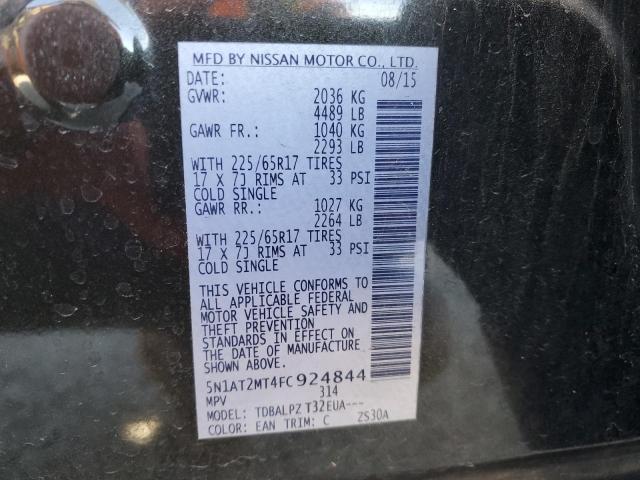 MFD BY NISSAN MOTOR CO., LTD.
DATE: 08/15
GVWR: 2036 KG
4489 LB
GAWR FR.: 1040 KG
2293 LB
WITH 225/65R17 TIRES
17 X 7J RIMS AT 33 PSI
COLD SINGLE
GAWR RR.: 1027 KG
2264 LB
WITH 225/65R17 TIRES
17 X 7J RIMS AT 33 PSI
COLD SINGLE
THIS VEHICLE CONFORMS TO
ALL APPLICABLE FEDERAL
MOTOR VEHICLE SAFETY AND
THEFT PREVENTION
STANDARDS IN EFFECT ON
THE DATE OF MANUFACTURE
SHOWN ABOVE.
5N1AT2MT4FC924844
MPV 314
MODEL: TDBALPZ T32EUA---
COLOR: EAN TRIM: C ZS30A